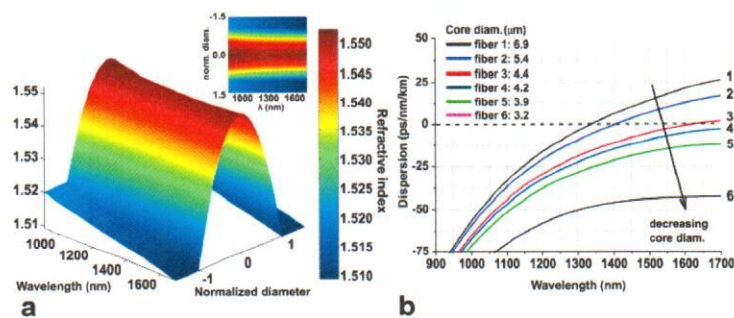 -1.5
0.0
1.5
norm. diam.
1000 1300 1600
λ (nm)
1.55
1.54
1.53
1.52
1.51
1000
1200
1400
1600
Wavelength (nm)
-1
0
1
Normalized diameter
1.550
1.545
1.540
1.535
1.530
1.525
1.520
1.515
1.510
Refractive index
a
Core diam.(μm)
fiber 1: 6.9
fiber 2: 5.4
fiber 3: 4.4
fiber 4: 4.2
fiber 5: 3.9
fiber 6: 3.2
50
25
0
-25
-50
-75
Dispersion (ps/nm/km)
1
2
3
4
5
6
decreasing
core diam.
900 1000 1100 1200 1300 1400 1500 1600 1700
Wavelength (nm)
b